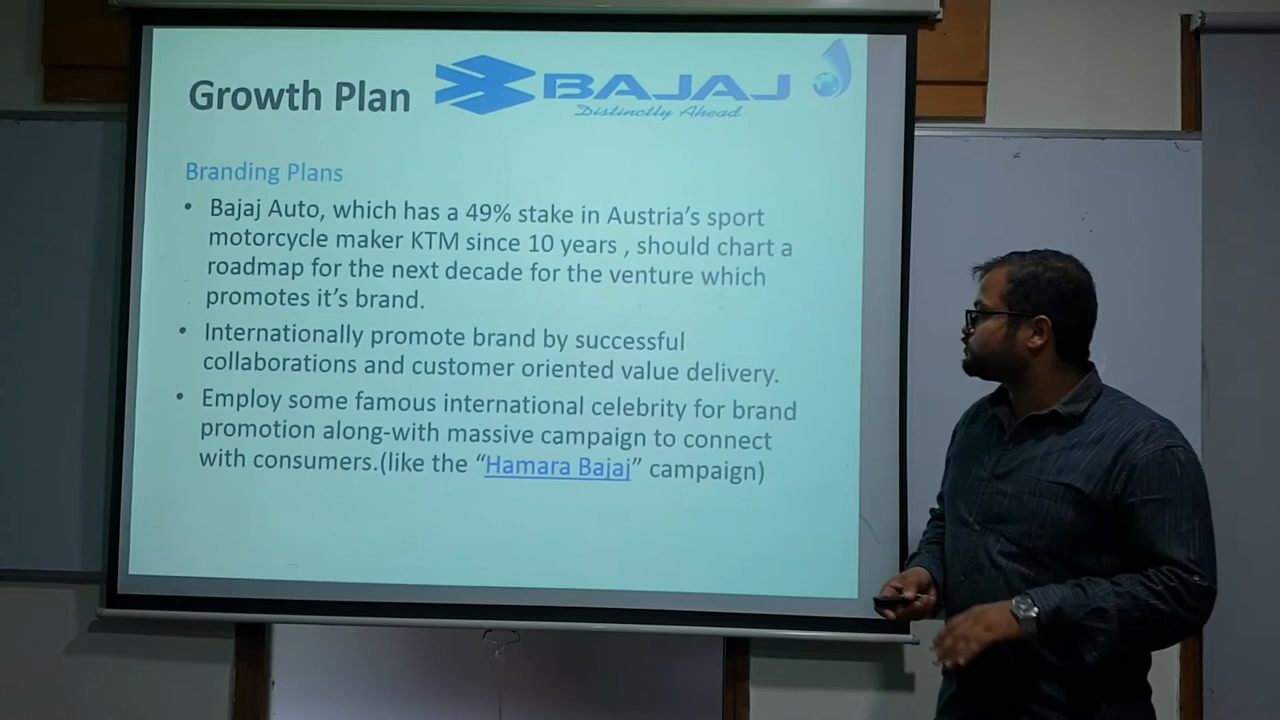 Growth Plan
BAJAJ
Distinctly Ahead
Branding Plans
• Bajaj Auto, which has a 49% stake in Austria's sport
motorcycle maker KTM since 10 years , should chart a
roadmap for the next decade for the venture which
promotes it's brand.
• Internationally promote brand by successful
collaborations and customer oriented value delivery.
• Employ some famous international celebrity for brand
promotion along-with massive campaign to connect
with consumers.(like the “Hamara Bajaj” campaign)